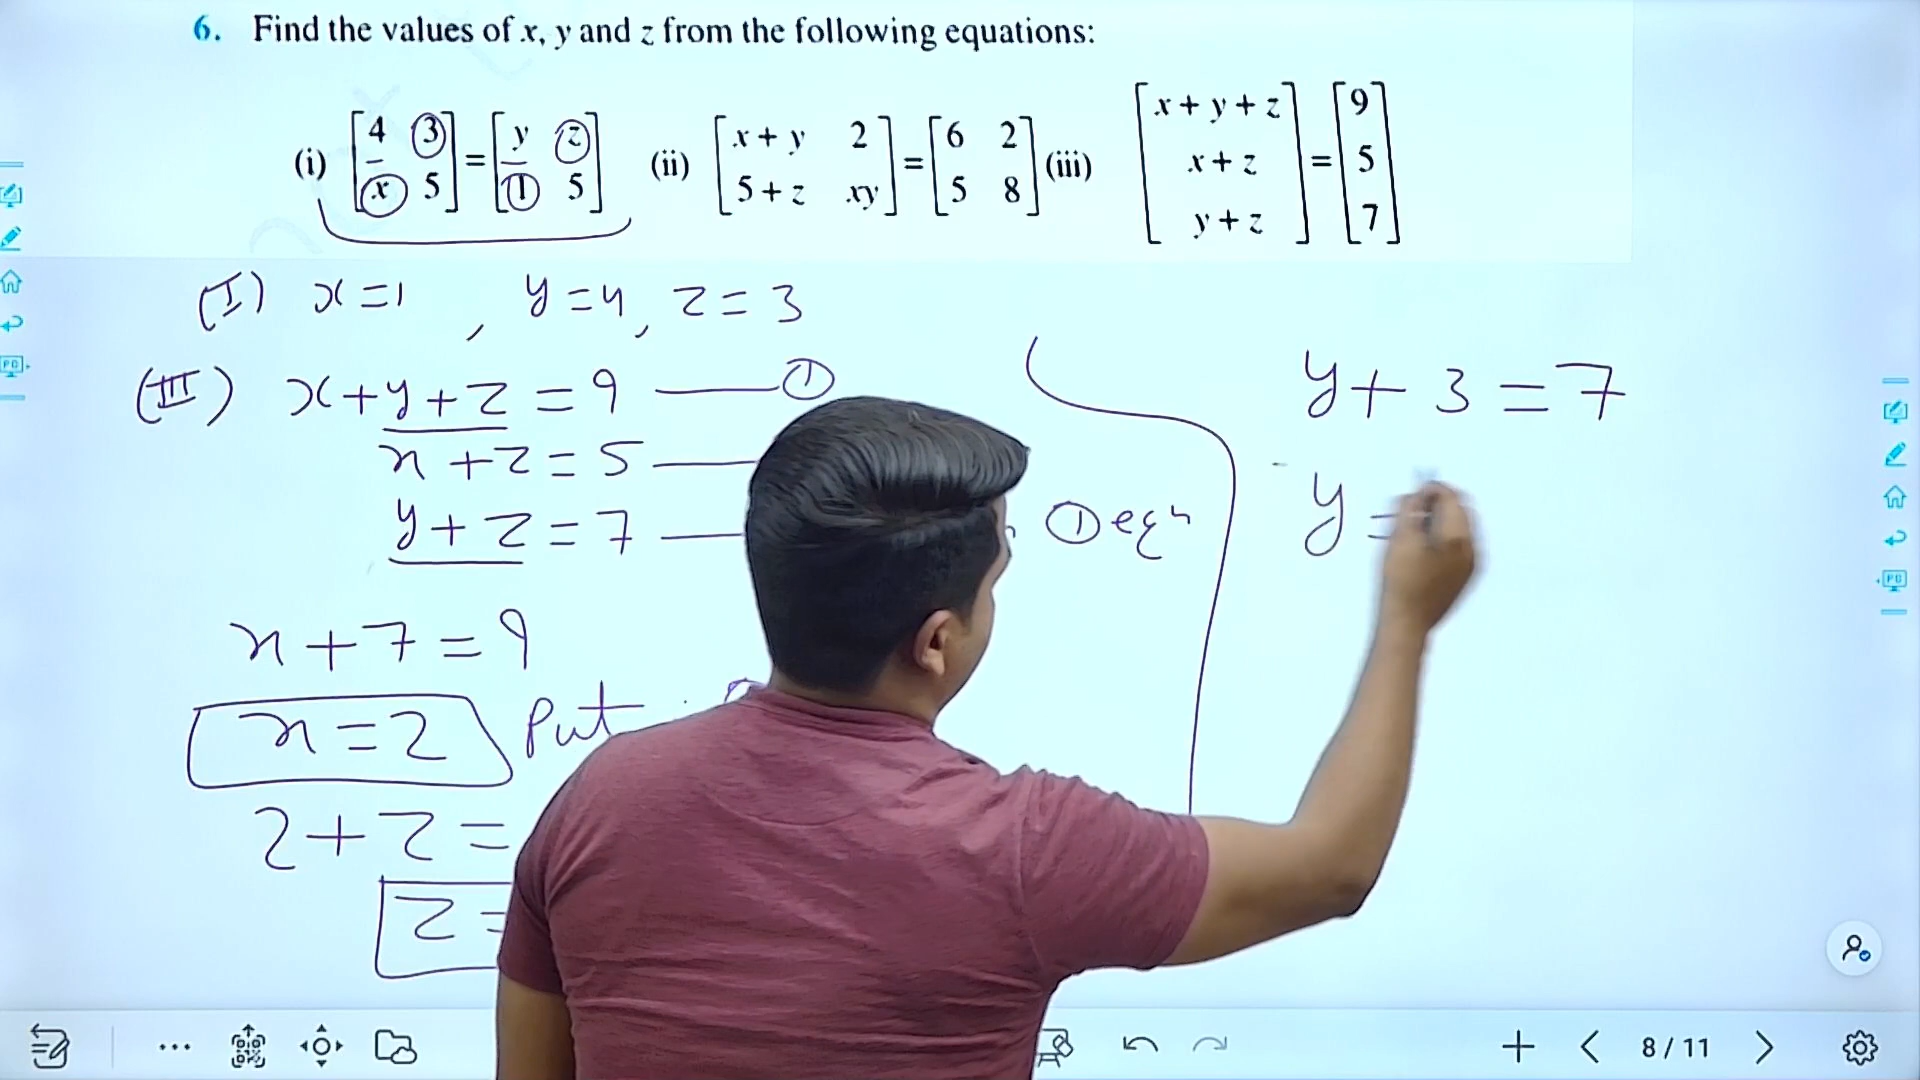 6. Find the values of x, y and z from the following equations:
(i) [4 3 x 5] = [y z 1 5] (ii) [x + y 2 5 + z xy] = [6 2 5 8] (iii) [x + y + z x + z y + z] = [9 5 7]
(I) x = 1, y = 4, z = 3
(III) x + y + z = 9 — ①
x + z = 5 —
y + z = 7 — ① eqn
x + 7 = 9
x = 2 Put
2 + z =
z =
y + 3 = 7
y =
8 / 11